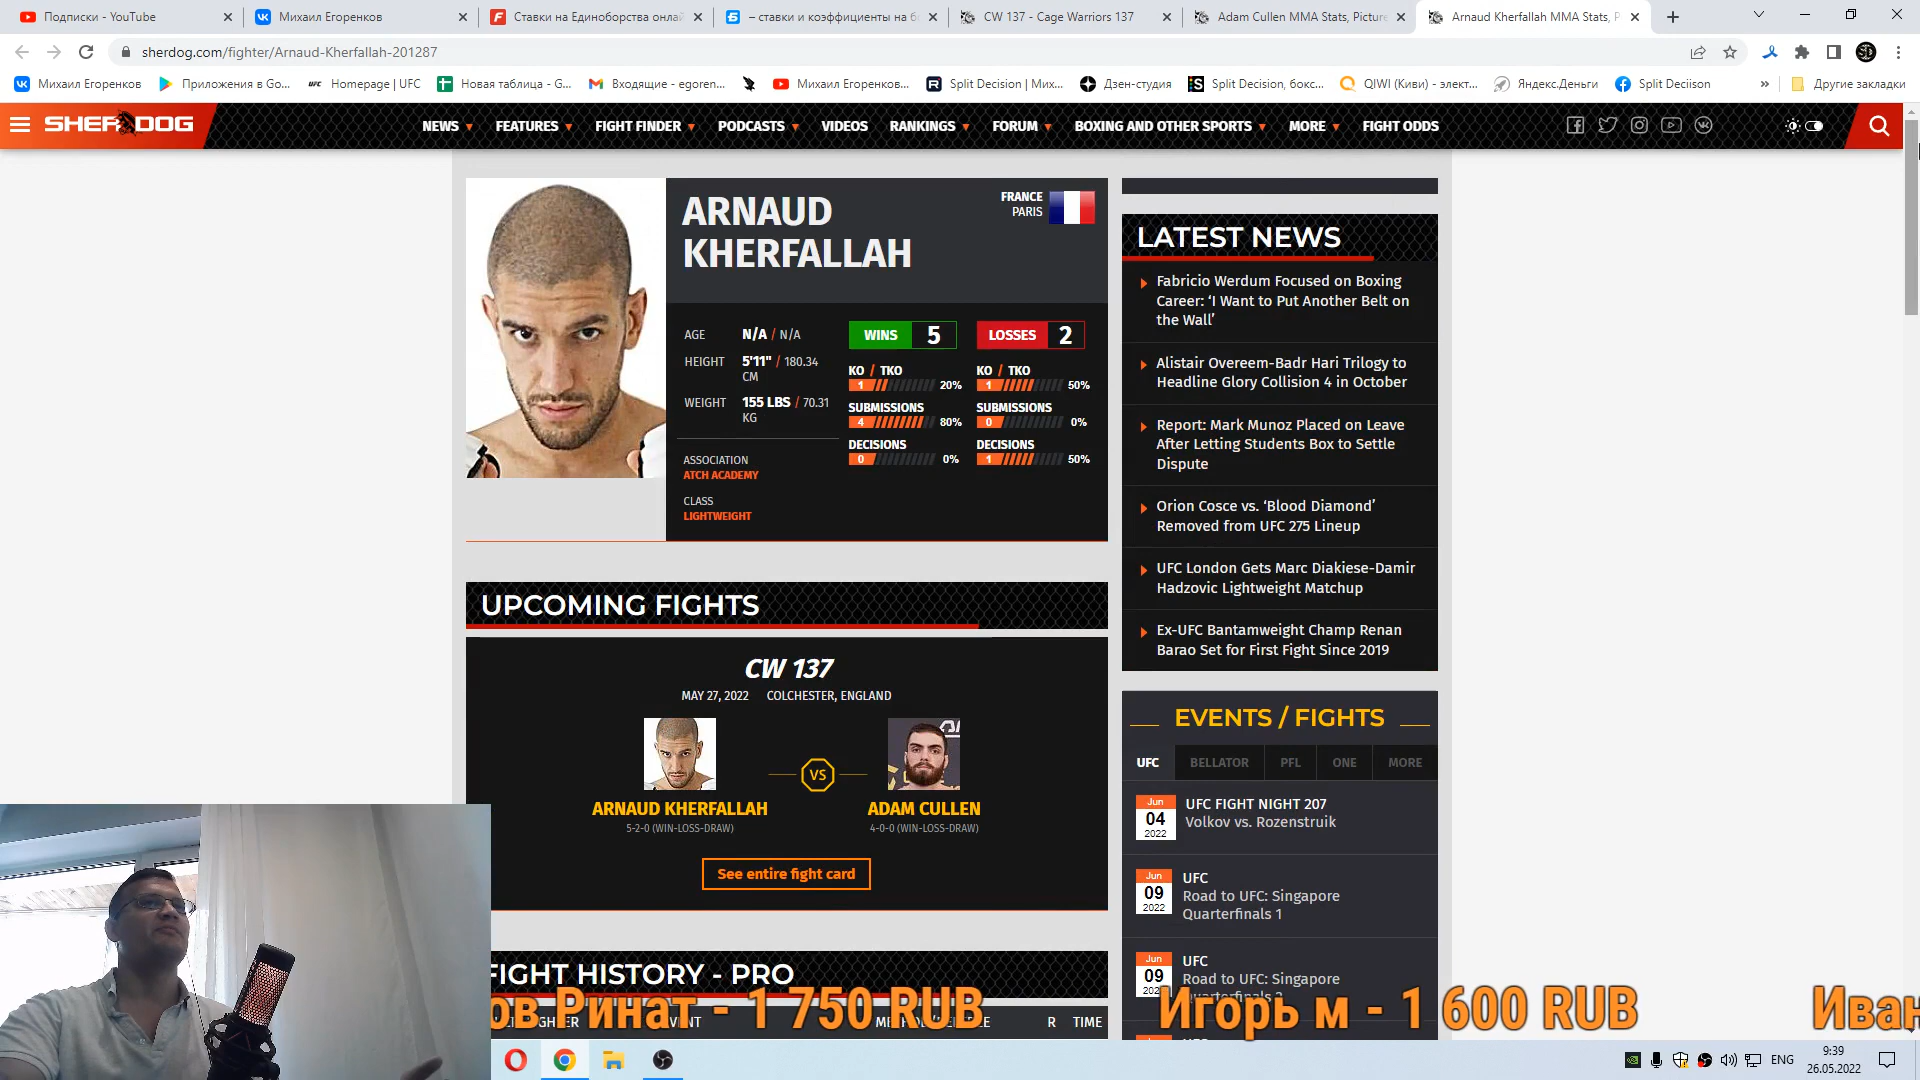 Подписки - YouTube
Михаил Егоренков
Ставки на Единоборства онлай
– ставки и коэффициенты на б
CW 137 - Cage Warriors 137
Adam Cullen MMA Stats, Picture
Arnaud Kherfallah MMA Stats, P
sherdog.com/fighter/Arnaud-Kherfallah-201287
Михаил Егоренков
Приложения в Go...
Homepage | UFC
Новая таблица - G...
Входящие - egoren...
Михаил Егоренков...
Split Decision | Мих...
Дзен-студия
Split Decision, бокс...
QIWI (Киви) - элект...
Яндекс.Деньги
Split Deciison
»
Другие закладки
SHERDOG
NEWS
FEATURES
FIGHT FINDER
PODCASTS
VIDEOS
RANKINGS
FORUM
BOXING AND OTHER SPORTS
MORE
FIGHT ODDS
ARNAUD
KHERFALLAH
FRANCE
PARIS
AGE N/A / N/A
HEIGHT 5'11" / 180.34
CM
WEIGHT 155 LBS / 70.31
KG
ASSOCIATION
ATCH ACADEMY
CLASS
LIGHTWEIGHT
WINS 5
KO / TKO
1 20%
SUBMISSIONS
4 80%
DECISIONS
0 0%
LOSSES 2
KO / TKO
1 50%
SUBMISSIONS
0 0%
DECISIONS
1 50%
UPCOMING FIGHTS
CW 137
MAY 27, 2022 COLCHESTER, ENGLAND
VS
ARNAUD KHERFALLAH
5-2-0 (WIN-LOSS-DRAW)
ADAM CULLEN
4-0-0 (WIN-LOSS-DRAW)
See entire fight card
FIGHT HISTORY - PRO
R TIME
LATEST NEWS
Fabricio Werdum Focused on Boxing
Career: ‘I Want to Put Another Belt on
the Wall’
Alistair Overeem-Badr Hari Trilogy to
Headline Glory Collision 4 in October
Report: Mark Munoz Placed on Leave
After Letting Students Box to Settle
Dispute
Orion Cosce vs. ‘Blood Diamond’
Removed from UFC 275 Lineup
UFC London Gets Marc Diakiese-Damir
Hadzovic Lightweight Matchup
Ex-UFC Bantamweight Champ Renan
Barao Set for First Fight Since 2019
EVENTS / FIGHTS
UFC
BELLATOR
PFL
ONE
MORE
Jun
04
2022
UFC FIGHT NIGHT 207
Volkov vs. Rozenstruik
Jun
09
2022
UFC
Road to UFC: Singapore
Quarterfinals 1
Jun
09
2022
UFC
Road to UFC: Singapore
Quarterfinals 2
ов Ринат - 1 750 RUB
Игорь м - 1 600 RUB
Иван
ENG
9:39
26.05.2022